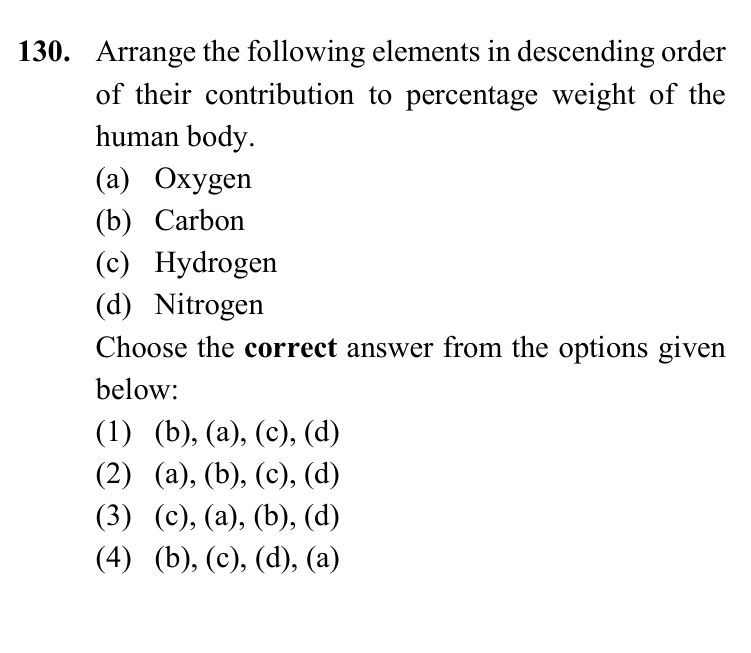 130. Arrange the following elements in descending order
of their contribution to percentage weight of the
human body.
(a) Oxygen
(b) Carbon
(c) Hydrogen
(d) Nitrogen
Choose the correct answer from the options given
below:
(1) (b), (a), (c), (d)
(2) (a), (b), (c), (d)
(3) (c), (a), (b), (d)
(4) (b), (c), (d), (a)